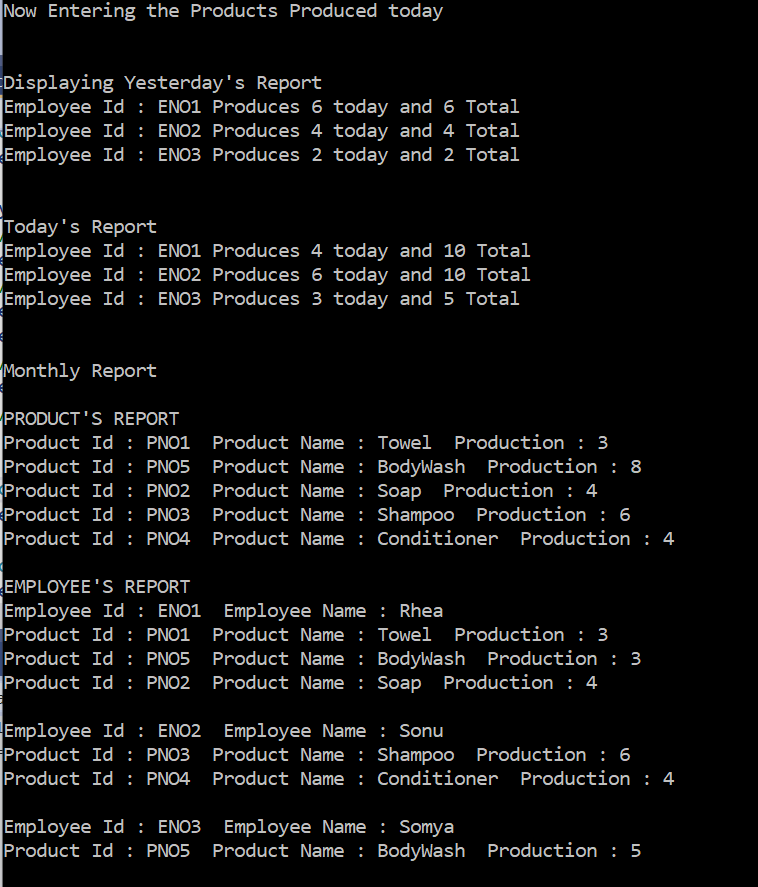 Now Entering the Products Produced today
Displaying Yesterday's Report
Employee Id : ENO1 Produces 6 today and 6 Total
Employee Id : ENO2 Produces 4 today and 4 Total
Employee Id : ENO3 Produces 2 today and 2 Total
Today's Report
Employee Id : ENO1 Produces 4 today and 10 Total
Employee Id : ENO2 Produces 6 today and 10 Total
Employee Id : ENO3 Produces 3 today and 5 Total
Monthly Report
PRODUCT'S REPORT
Product Id : PNO1  Product Name : Towel  Production : 3
Product Id : PNO5  Product Name : BodyWash  Production : 8
Product Id : PNO2  Product Name : Soap  Production : 4
Product Id : PNO3  Product Name : Shampoo  Production : 6
Product Id : PNO4  Product Name : Conditioner  Production : 4
EMPLOYEE'S REPORT
Employee Id : ENO1  Employee Name : Rhea
Product Id : PNO1  Product Name : Towel  Production : 3
Product Id : PNO5  Product Name : BodyWash  Production : 3
Product Id : PNO2  Product Name : Soap  Production : 4
Employee Id : ENO2  Employee Name : Sonu
Product Id : PNO3  Product Name : Shampoo  Production : 6
Product Id : PNO4  Product Name : Conditioner  Production : 4
Employee Id : ENO3  Employee Name : Somya
Product Id : PNO5  Product Name : BodyWash  Production : 5